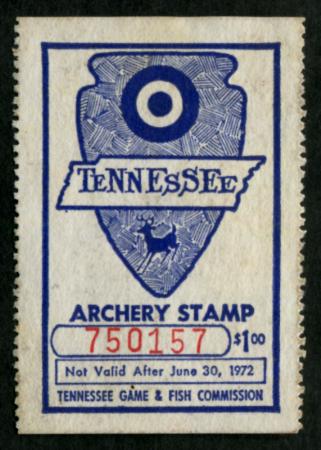 TENNESSEE
ARCHERY STAMP
750157 $1.00
Not Valid After June 30, 1972
TENNESSEE GAME & FISH COMMISSION